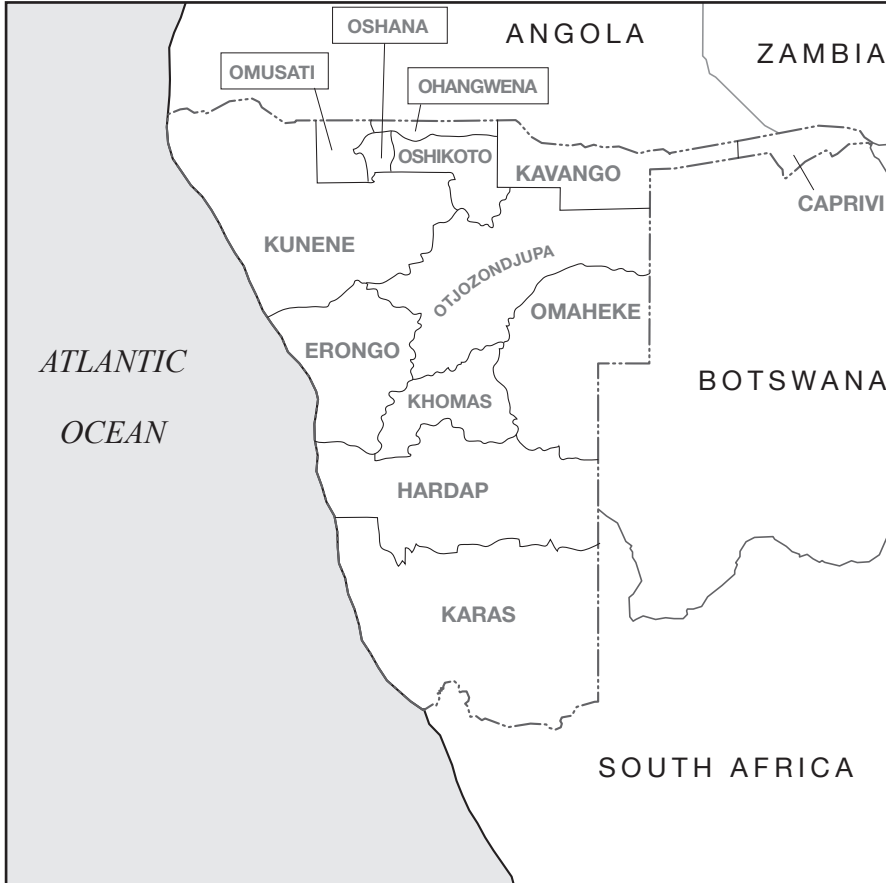 OSHANA
ANGOLA
ZAMBIA
OMUSATI
OHANGWENA
OSHIKOTO
KAVANGO
CAPRIVI
KUNENE
OTJOZONDJUPA
OMAHEKE
ERONGO
ATLANTIC
OCEAN
BOTSWANA
KHOMAS
HARDAP
KARAS
SOUTH AFRICA